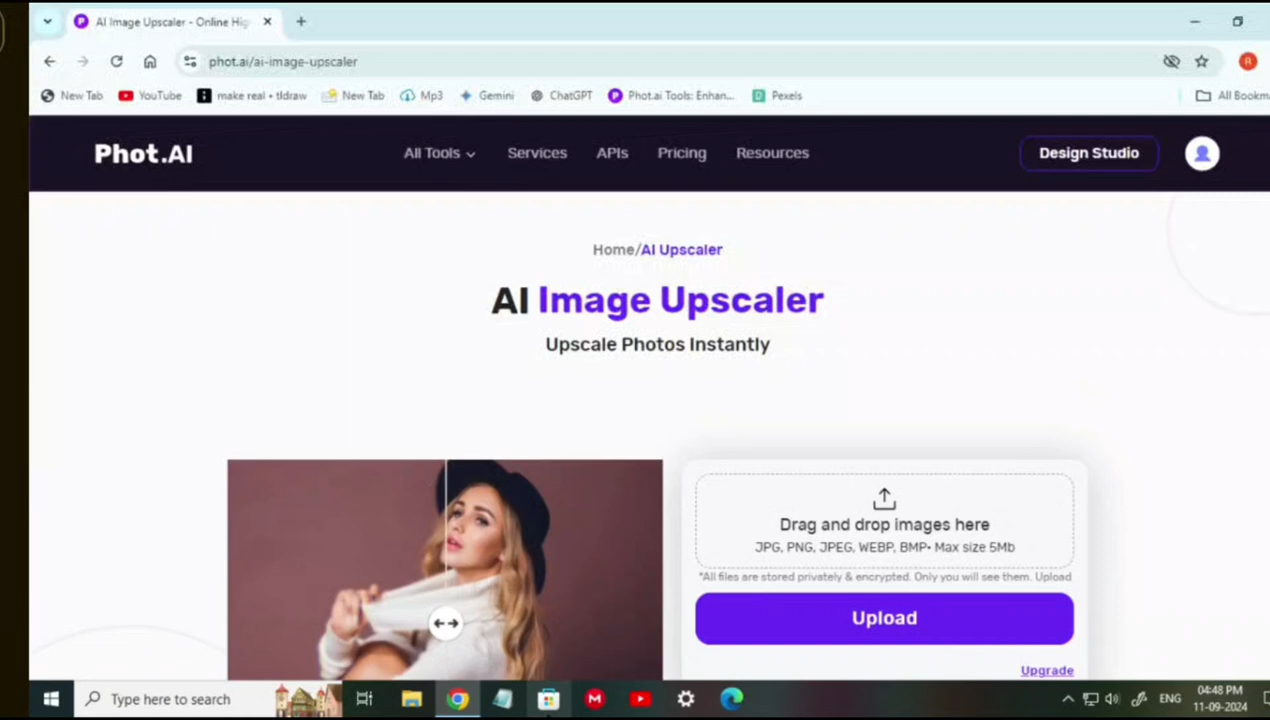 AI Image Upscaler - Online Hig
phot.ai/ai-image-upscaler
R
New Tab YouTube make real • tldraw New Tab Mp3 Gemini ChatGPT Phot.ai Tools: Enhan... Pexels All Bookma
Phot.AI All Tools Services APIs Pricing Resources Design Studio
Home/AI Upscaler
AI Image Upscaler
Upscale Photos Instantly
Drag and drop images here
JPG, PNG, JPEG, WEBP, BMP• Max size 5Mb
*All files are stored privately & encrypted. Only you will see them. Upload
Upload
Upgrade
Type here to search
ENG
04:48 PM
11-09-2024